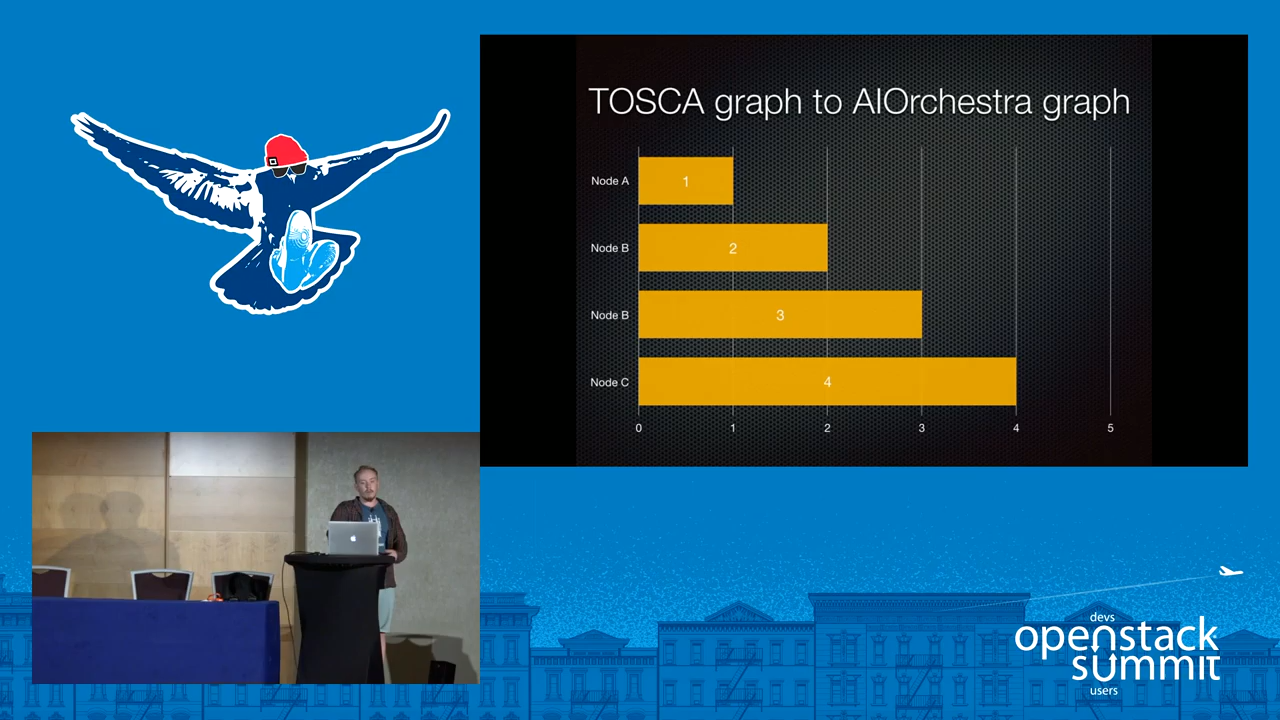 TOSCA graph to AIOrchestra graph
Node A
1
Node B
2
Node B
3
Node C
4
0 1 2 3 4 5
devs
openstack
summit
users